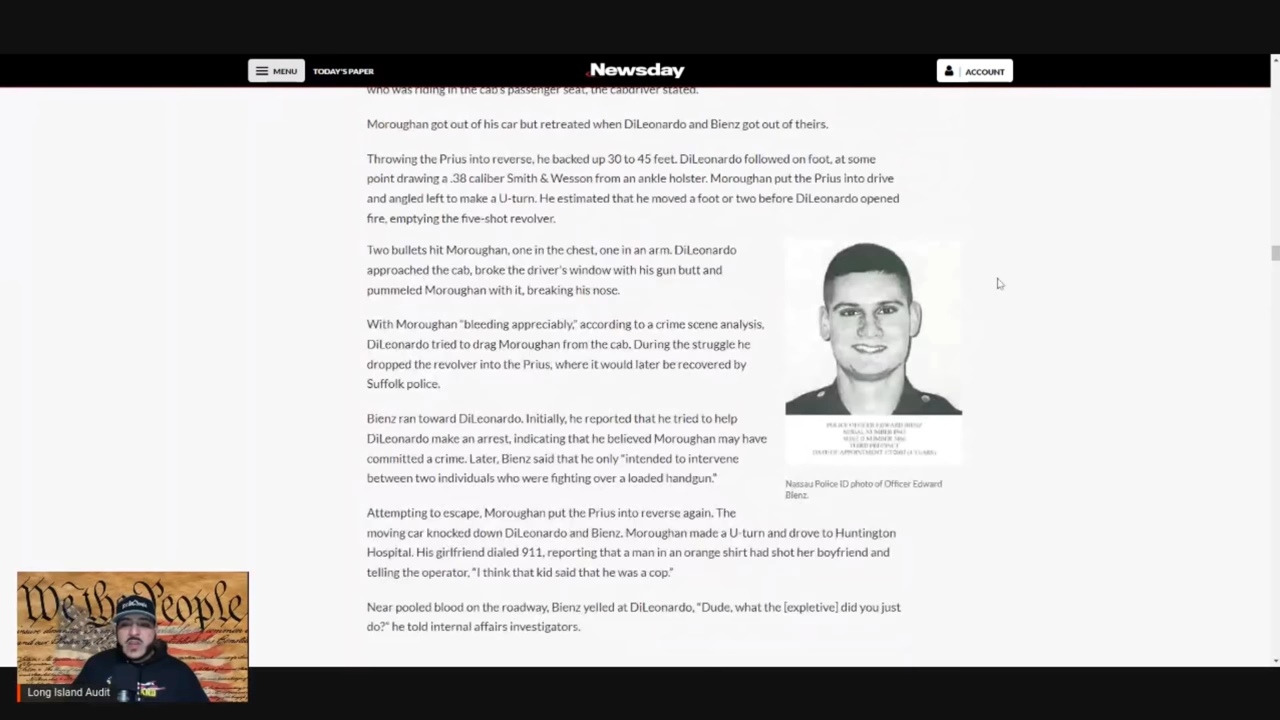 MENU
TODAY'S PAPER
Newsday
ACCOUNT
who was riding in the cab's passenger seat, the cabdriver stated.
Moroughan got out of his car but retreated when DiLeonardo and Bienz got out of theirs.
Throwing the Prius into reverse, he backed up 30 to 45 feet. DiLeonardo followed on foot, at some
point drawing a .38 caliber Smith & Wesson from an ankle holster. Moroughan put the Prius into drive
and angled left to make a U-turn. He estimated that he moved a foot or two before DiLeonardo opened
fire, emptying the five-shot revolver.
Two bullets hit Moroughan, one in the chest, one in an arm. DiLeonardo
approached the cab, broke the driver's window with his gun butt and
pummeled Moroughan with it, breaking his nose.
With Moroughan "bleeding appreciably," according to a crime scene analysis,
DiLeonardo tried to drag Moroughan from the cab. During the struggle he
dropped the revolver into the Prius, where it would later be recovered by
Suffolk police.
Bienz ran toward DiLeonardo. Initially, he reported that he tried to help
DiLeonardo make an arrest, indicating that he believed Moroughan may have
committed a crime. Later, Bienz said that he only "intended to intervene
between two individuals who were fighting over a loaded handgun."
POLICE OFFICER EDWARD BIENZ
SERIAL NUMBER
THIRD PRECINCT
DATE OF APPOINTMENT
Nassau Police ID photo of Officer Edward
Bienz.
Attempting to escape, Moroughan put the Prius into reverse again. The
moving car knocked down DiLeonardo and Bienz. Moroughan made a U-turn and drove to Huntington
Hospital. His girlfriend dialed 911, reporting that a man in an orange shirt had shot her boyfriend and
telling the operator, "I think that kid said that he was a cop."
Near pooled blood on the roadway, Bienz yelled at DiLeonardo, "Dude, what the [expletive] did you just
do?" he told internal affairs investigators.
We the People
Long Island Audit